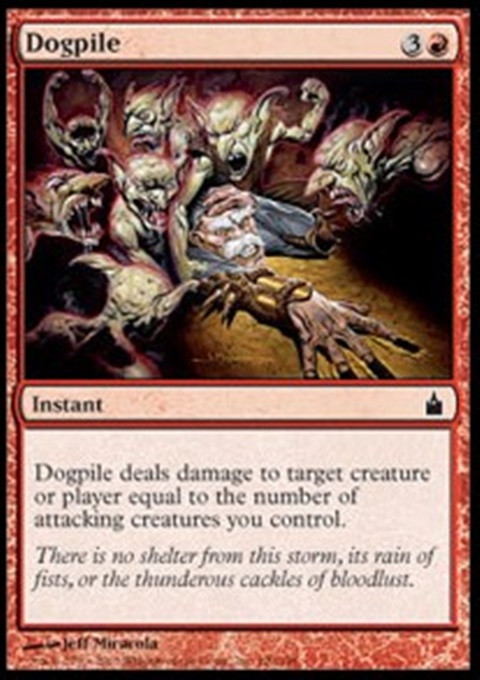 Dogpile
3
Instant
Dogpile deals damage to target creature
or player equal to the number of
attacking creatures you control.
There is no shelter from this storm, its rain of
fists, or the thunderous cackles of bloodlust.
Jeff Miracola